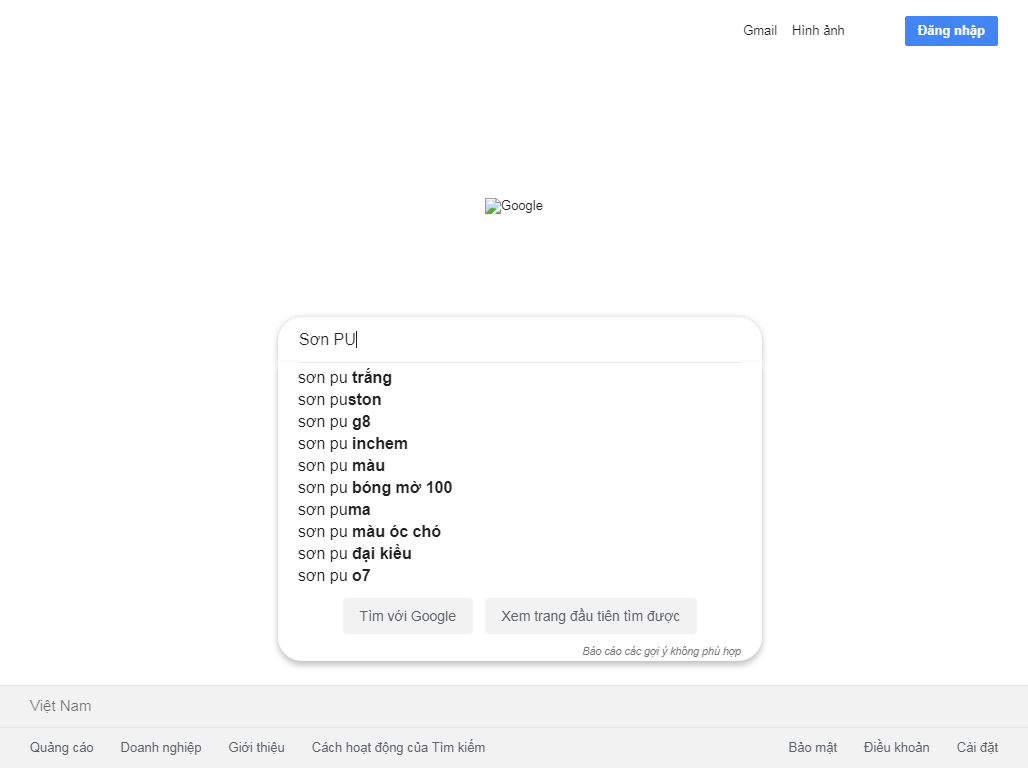 Gmail Hình ảnh Đăng nhập
Google
Sơn PU
sơn pu trắng
sơn puston
sơn pu g8
sơn pu inchem
sơn pu màu
sơn pu bóng mờ 100
sơn puma
sơn pu màu óc chó
sơn pu đại kiều
sơn pu o7
Tìm với Google Xem trang đầu tiên tìm được
Báo cáo các gợi ý không phù hợp
Việt Nam
Quảng cáo Doanh nghiệp Giới thiệu Cách hoạt động của Tìm kiếm Bảo mật Điều khoản Cài đặt